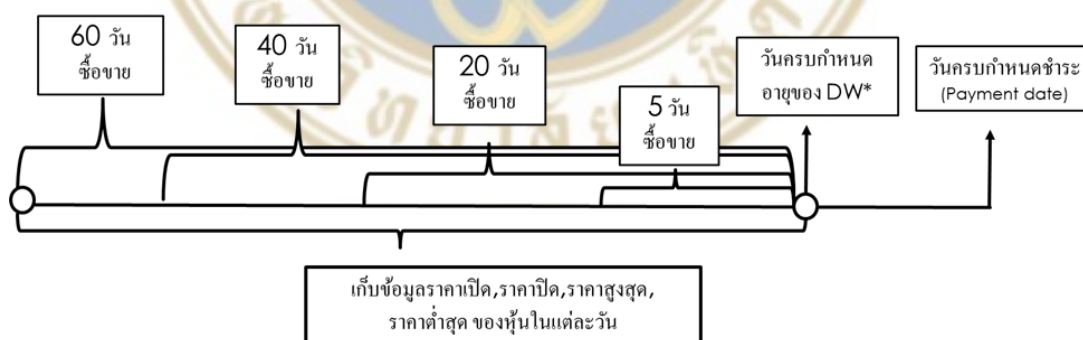 60 วัน
ซื้อขาย
40 วัน
ซื้อขาย
20 วัน
ซื้อขาย
5 วัน
ซื้อขาย
วันครบกำหนด
อายุของ DW*
วันครบกำหนดชำระ
(Payment date)
เก็บข้อมูลราคาเปิด,ราคาปิด,ราคาสูงสุด,
ราคาต่ำสุด ของหุ้นในแต่ละวัน